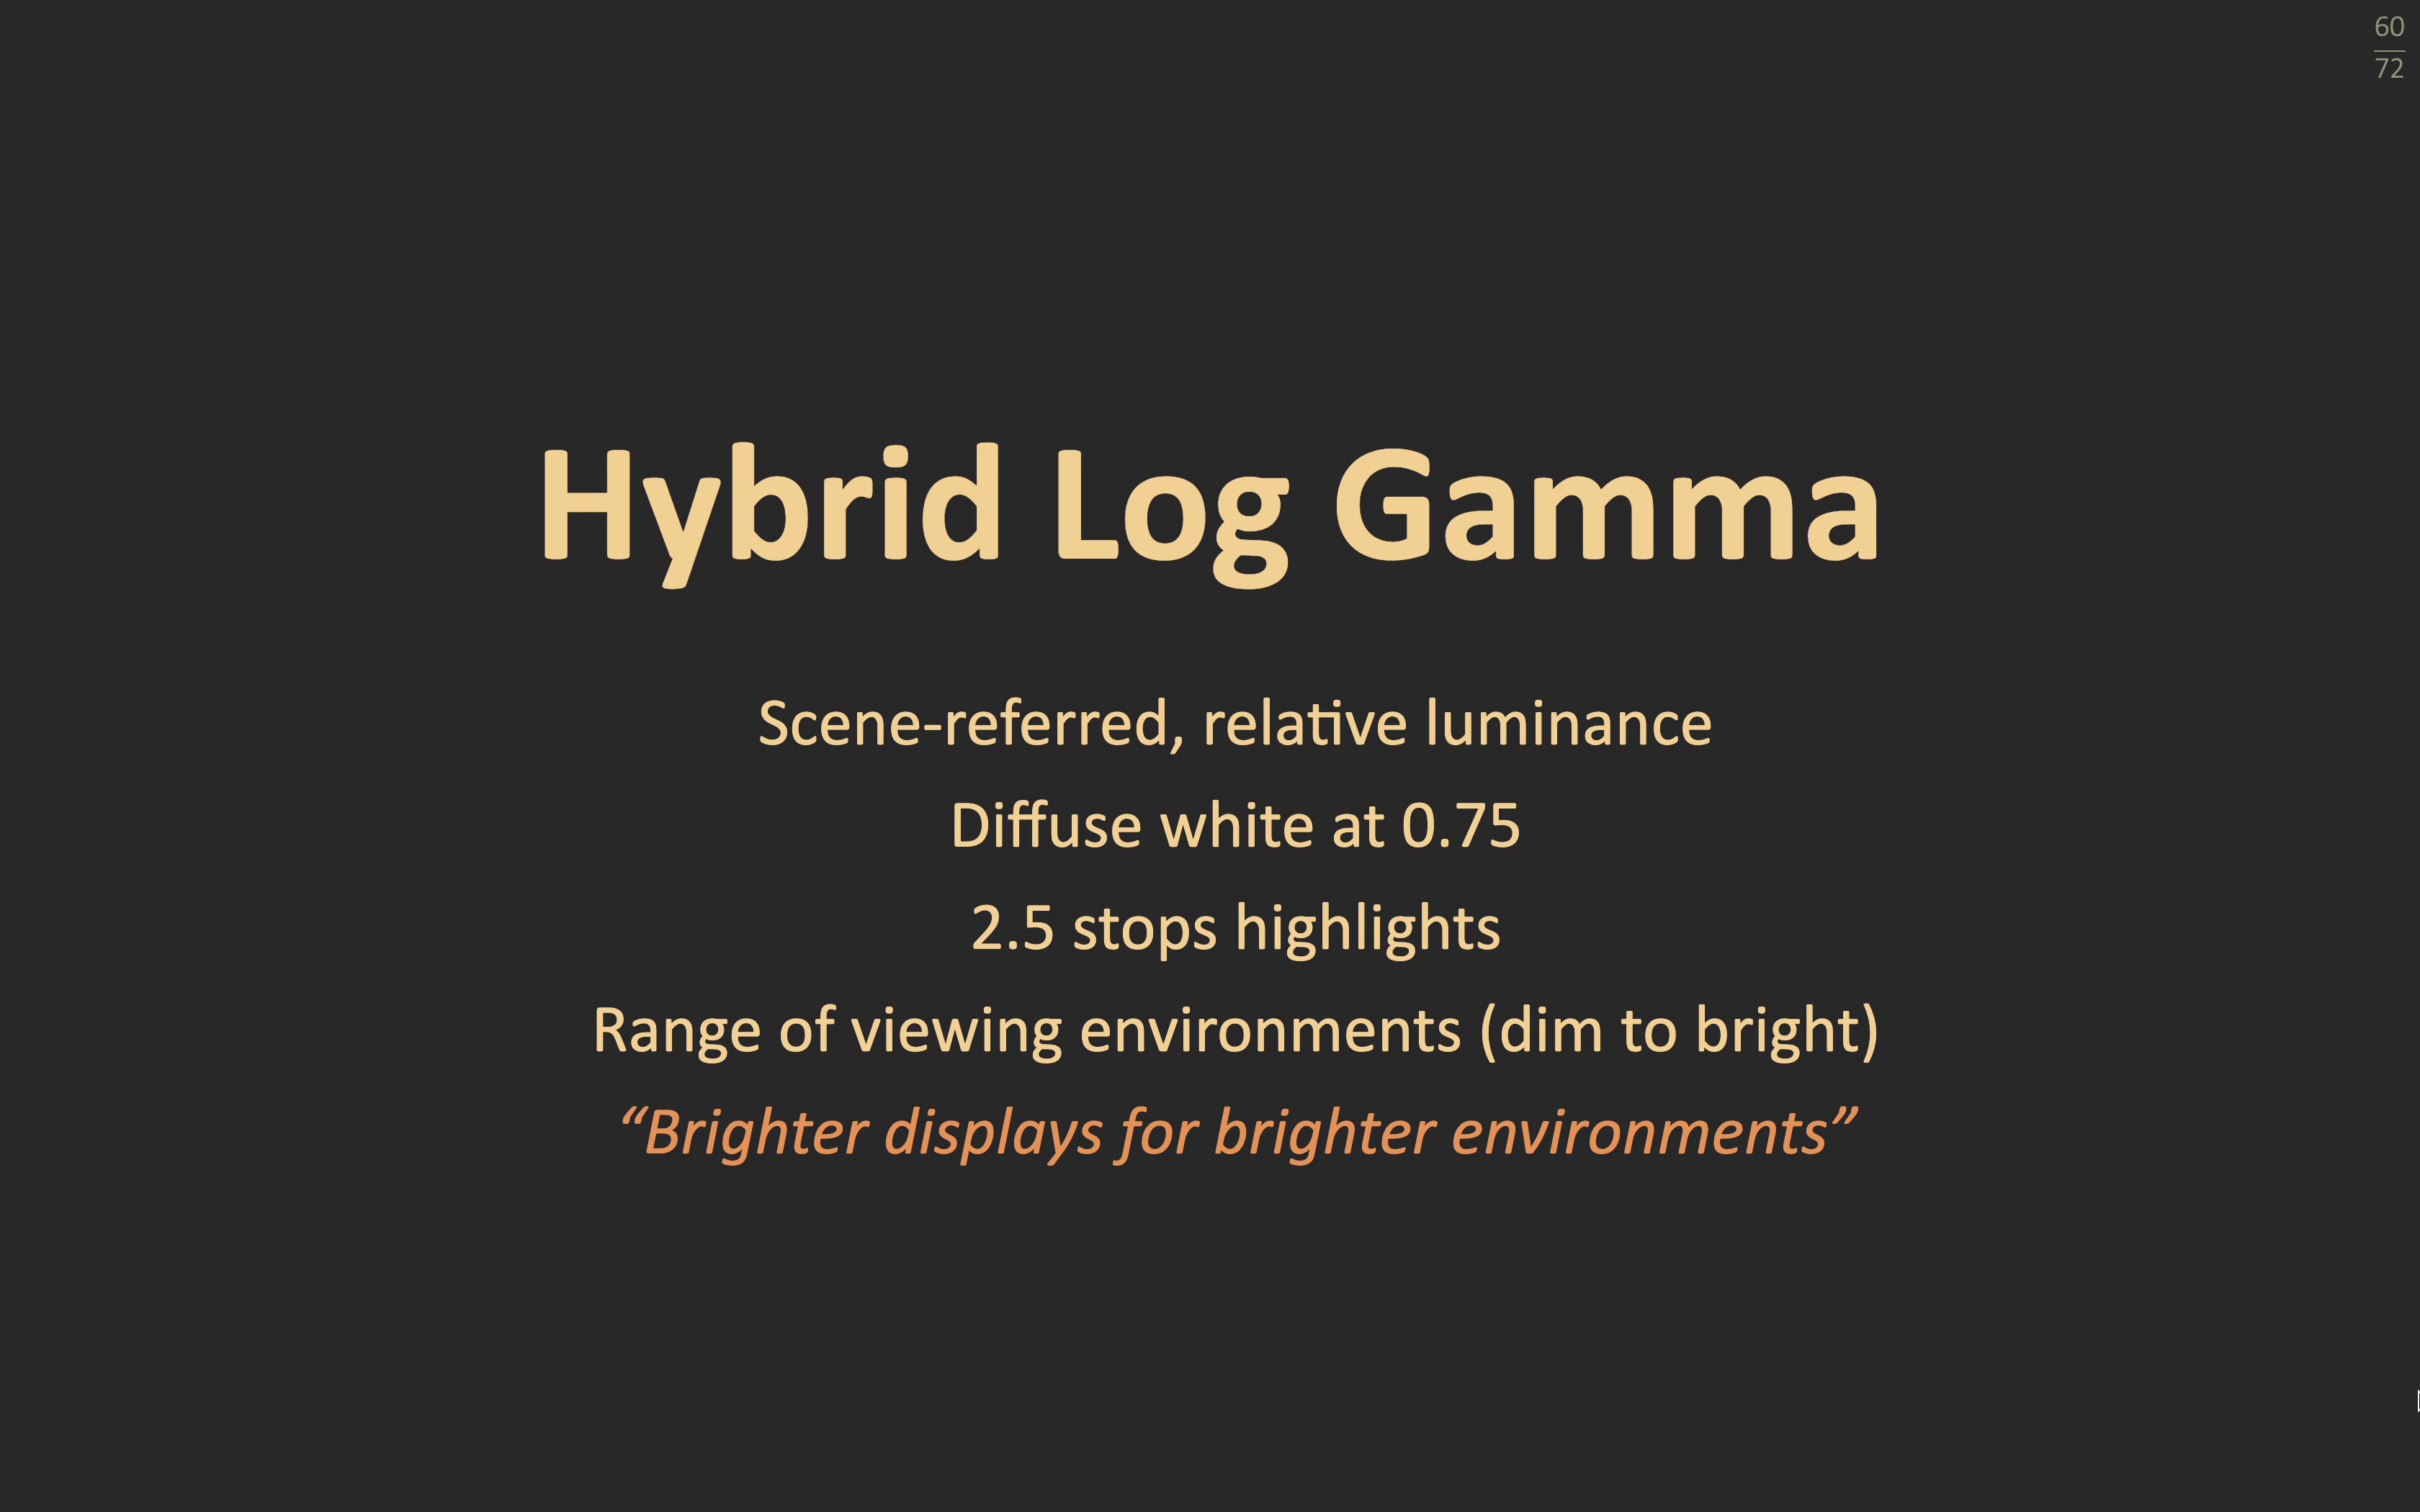 60
72
Hybrid Log Gamma
Scene-referred, relative luminance
Diffuse white at 0.75
2.5 stops highlights
Range of viewing environments (dim to bright)
“Brighter displays for brighter environments”